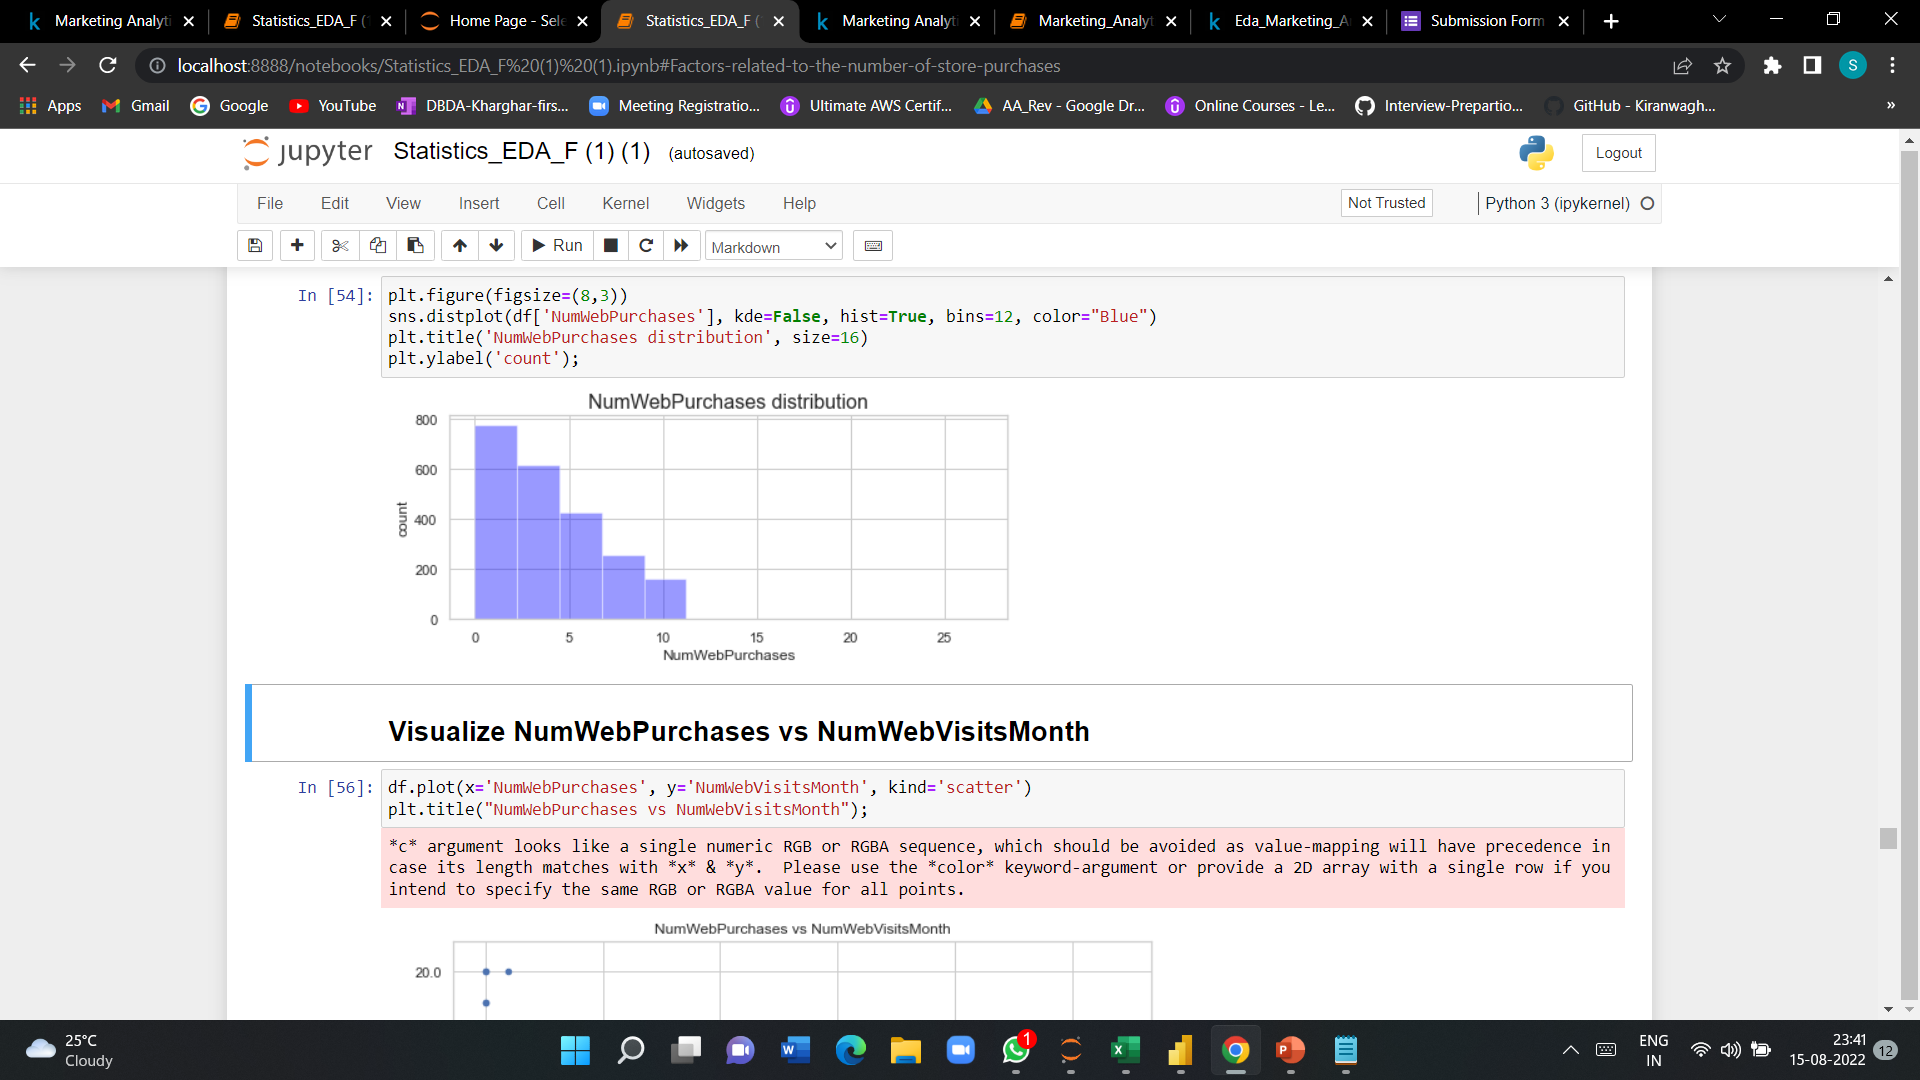 Marketing Analyti
Statistics_EDA_F (
Home Page - Sele
Statistics_EDA_F (
Marketing Analyti
Marketing_Analyt
Eda_Marketing_A
Submission Form
localhost:8888/notebooks/Statistics_EDA_F%20(1)%20(1).ipynb#Factors-related-to-the-number-of-store-purchases
S
Apps
Gmail
Google
YouTube
DBDA-Kharghar-firs...
Meeting Registratio...
Ultimate AWS Certif...
AA_Rev - Google Dr...
Online Courses - Le...
Interview-Prepartio...
GitHub - Kiranwagh...
»
jupyter Statistics_EDA_F (1) (1) (autosaved)
Logout
File Edit View Insert Cell Kernel Widgets Help
Not Trusted
Python 3 (ipykernel)
Run
Markdown
In [54]:
plt.figure(figsize=(8,3))
sns.distplot(df['NumWebPurchases'], kde=False, hist=True, bins=12, color="Blue")
plt.title('NumWebPurchases distribution', size=16)
plt.ylabel('count');
NumWebPurchases distribution
800
600
400
200
0
count
0 5 10 15 20 25
NumWebPurchases
Visualize NumWebPurchases vs NumWebVisitsMonth
In [56]:
df.plot(x='NumWebPurchases', y='NumWebVisitsMonth', kind='scatter')
plt.title("NumWebPurchases vs NumWebVisitsMonth");
*c* argument looks like a single numeric RGB or RGBA sequence, which should be avoided as value-mapping will have precedence in
case its length matches with *x* & *y*.  Please use the *color* keyword-argument or provide a 2D array with a single row if you
intend to specify the same RGB or RGBA value for all points.
NumWebPurchases vs NumWebVisitsMonth
20.0
25°C
Cloudy
1
ENG
IN
23:41
15-08-2022
12